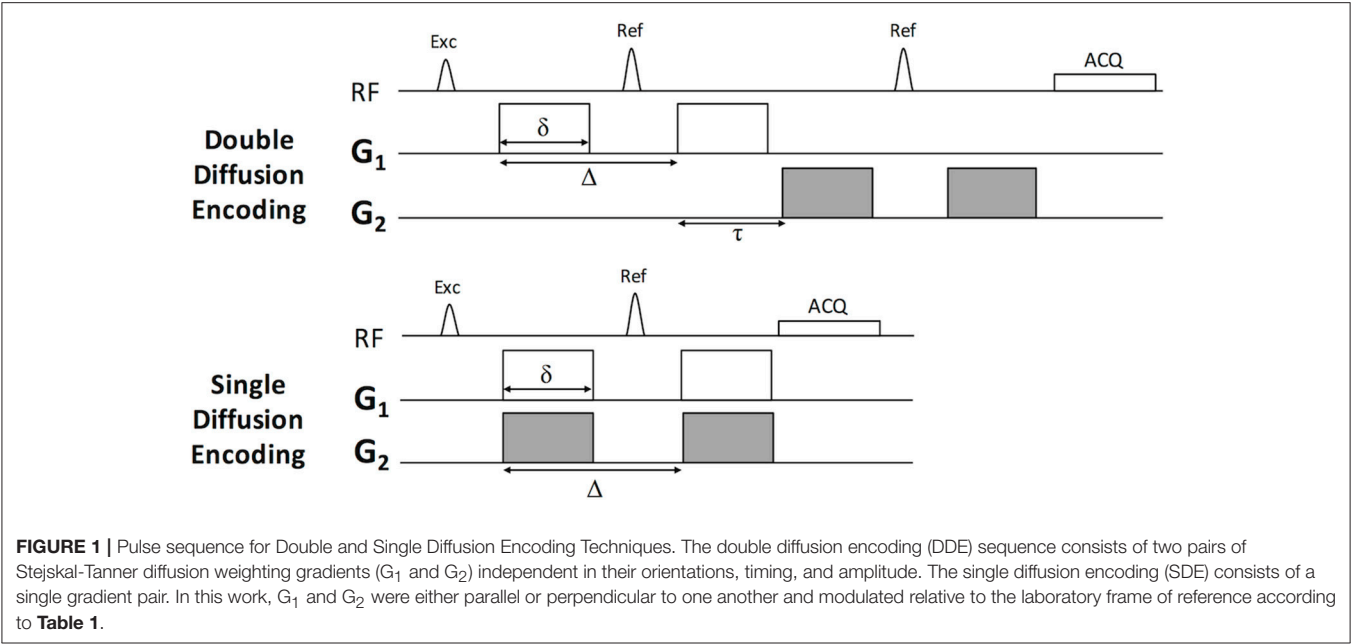 Exc
Ref
Ref
ACQ
RF
Double
Diffusion
Encoding
δ
G1
Δ
G2
τ
Exc
Ref
ACQ
RF
Single
Diffusion
Encoding
δ
G1
G2
Δ
FIGURE 1 | Pulse sequence for Double and Single Diffusion Encoding Techniques. The double diffusion encoding (DDE) sequence consists of two pairs of
Stejskal-Tanner diffusion weighting gradients (G1 and G2) independent in their orientations, timing, and amplitude. The single diffusion encoding (SDE) consists of a
single gradient pair. In this work, G1 and G2 were either parallel or perpendicular to one another and modulated relative to the laboratory frame of reference according
to Table 1.